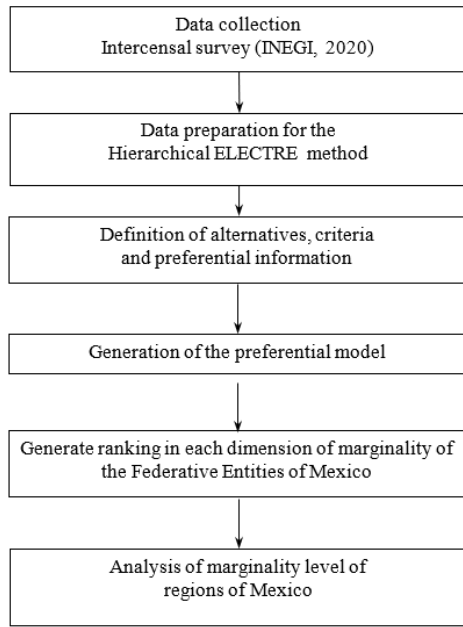 Data collection
Intercensal survey (INEGI, 2020)
Data preparation for the
Hierarchical ELECTRE method
Definition of alternatives, criteria
and preferential information
Generation of the preferential model
Generate ranking in each dimension of marginality of
the Federative Entities of Mexico
Analysis of marginality level of
regions of Mexico